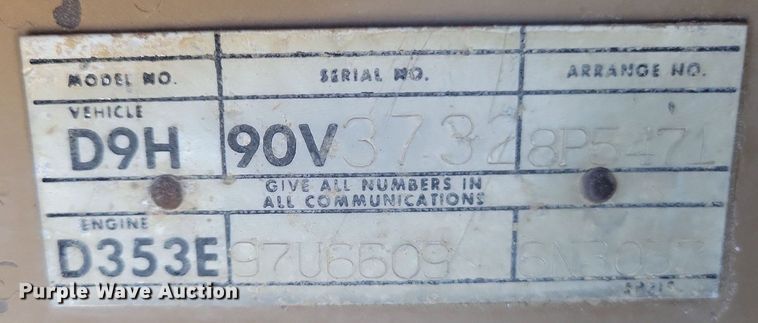 MODEL NO. SERIAL NO. ARRANGE NO.
VEHICLE
D9H 90V3732 8P5471
GIVE ALL NUMBERS IN
ALL COMMUNICATIONS
ENGINE
D353E 97U6609
Purple Wave Auction®